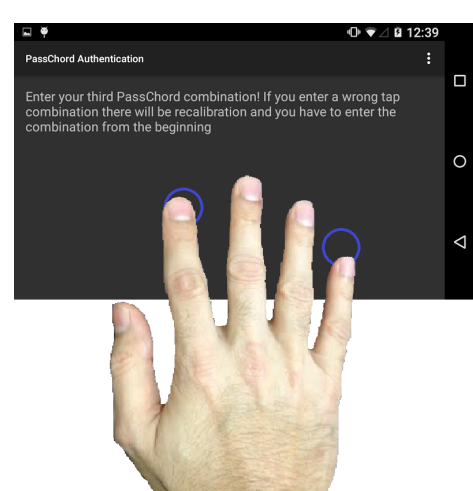 12:39
PassChord Authentication
Enter your third PassChord combination! If you enter a wrong tap
combination there will be recalibration and you have to enter the
combination from the beginning